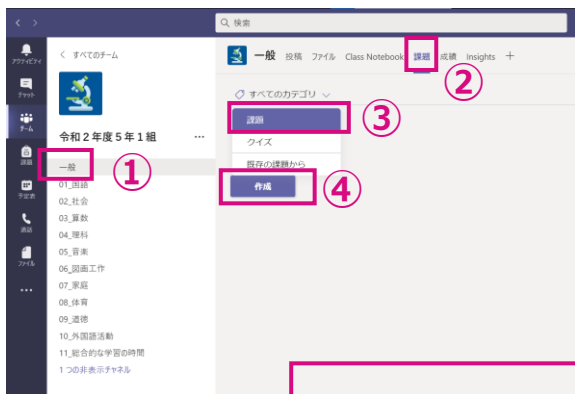 検索
アクティビティ
チャット
チーム
課題
予定表
通話
ファイル
すべてのチーム
令和2年度5年1組
一般
01_国語
02_社会
03_算数
04_理科
05_音楽
06_図画工作
07_家庭
08_体育
09_道徳
10_外国語活動
11_総合的な学習の時間
1つの非表示チャネル
①
一般 投稿 ファイル Class Notebook 課題 成績 Insights +
②
すべてのカテゴリ
課題
③
クイズ
既存の課題から
作成
④